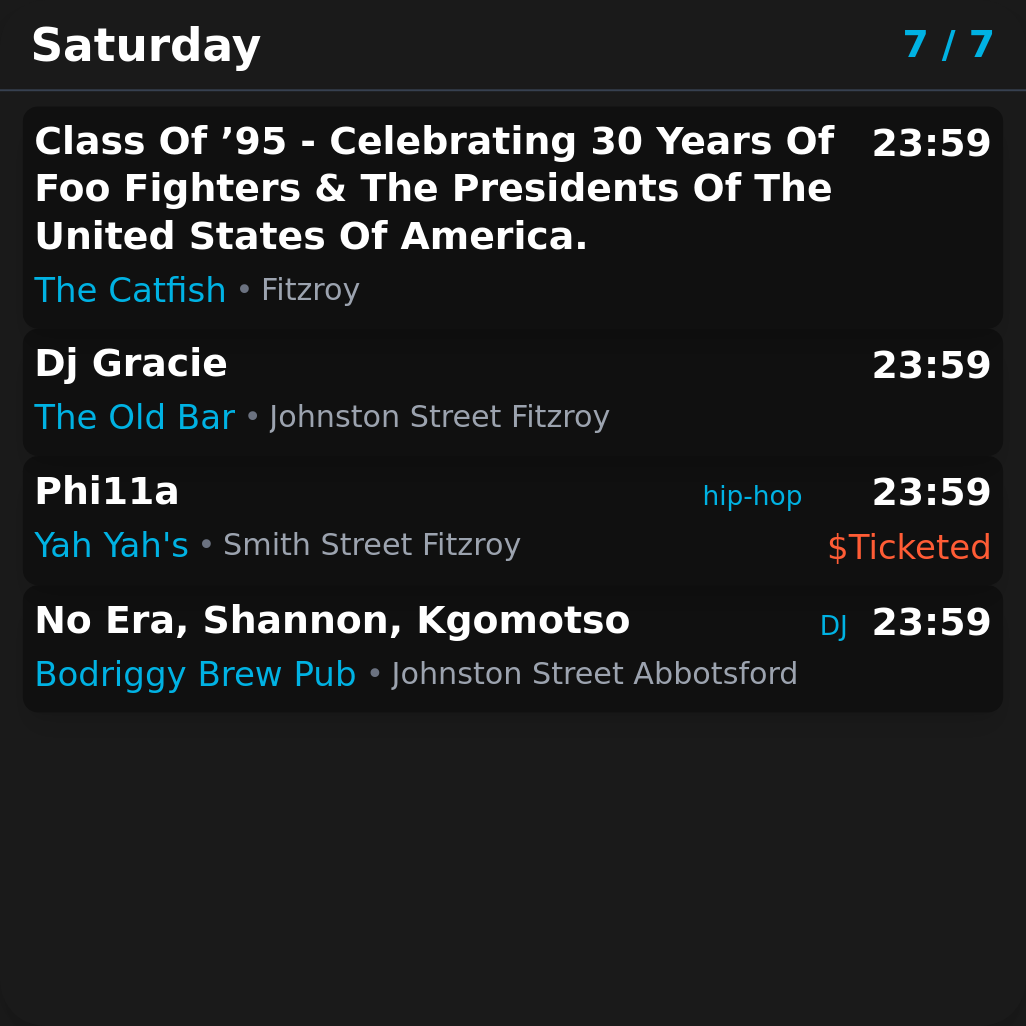 Saturday 7 / 7
Class Of ’95 - Celebrating 30 Years Of 23:59
Foo Fighters & The Presidents Of The
United States Of America.
The Catfish • Fitzroy
Dj Gracie 23:59
The Old Bar • Johnston Street Fitzroy
Phi11a hip-hop 23:59
Yah Yah's • Smith Street Fitzroy $Ticketed
No Era, Shannon, Kgomotso DJ 23:59
Bodriggy Brew Pub • Johnston Street Abbotsford